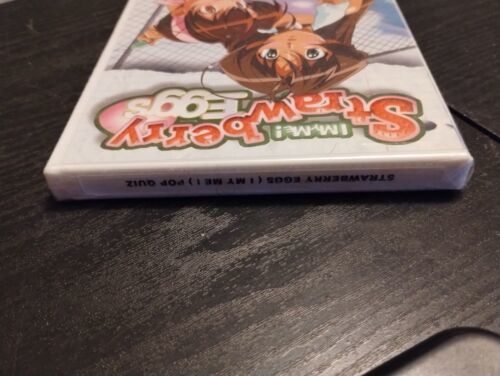 I My Me!
Strawberry
Eggs
STRAWBERRY EGGS ( I MY ME ! ) POP QUIZ